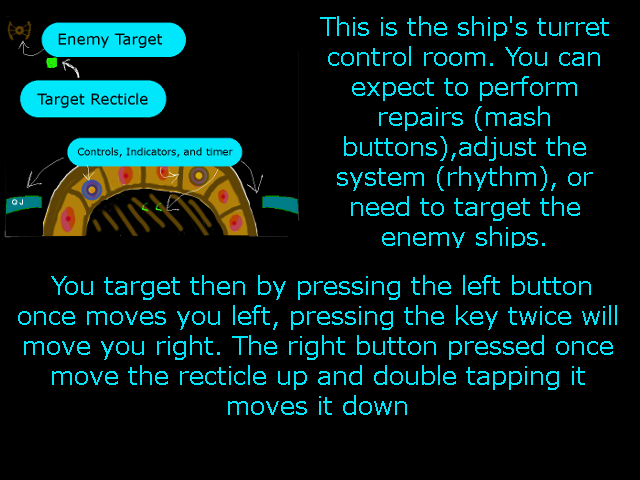 Enemy Target
Target Recticle
Controls, Indicators, and timer
Q J
This is the ship's turret
control room. You can
expect to perform
repairs (mash
buttons),adjust the
system (rhythm), or
need to target the
enemy ships.
You target then by pressing the left button
once moves you left, pressing the key twice will
move you right. The right button pressed once
move the recticle up and double tapping it
moves it down